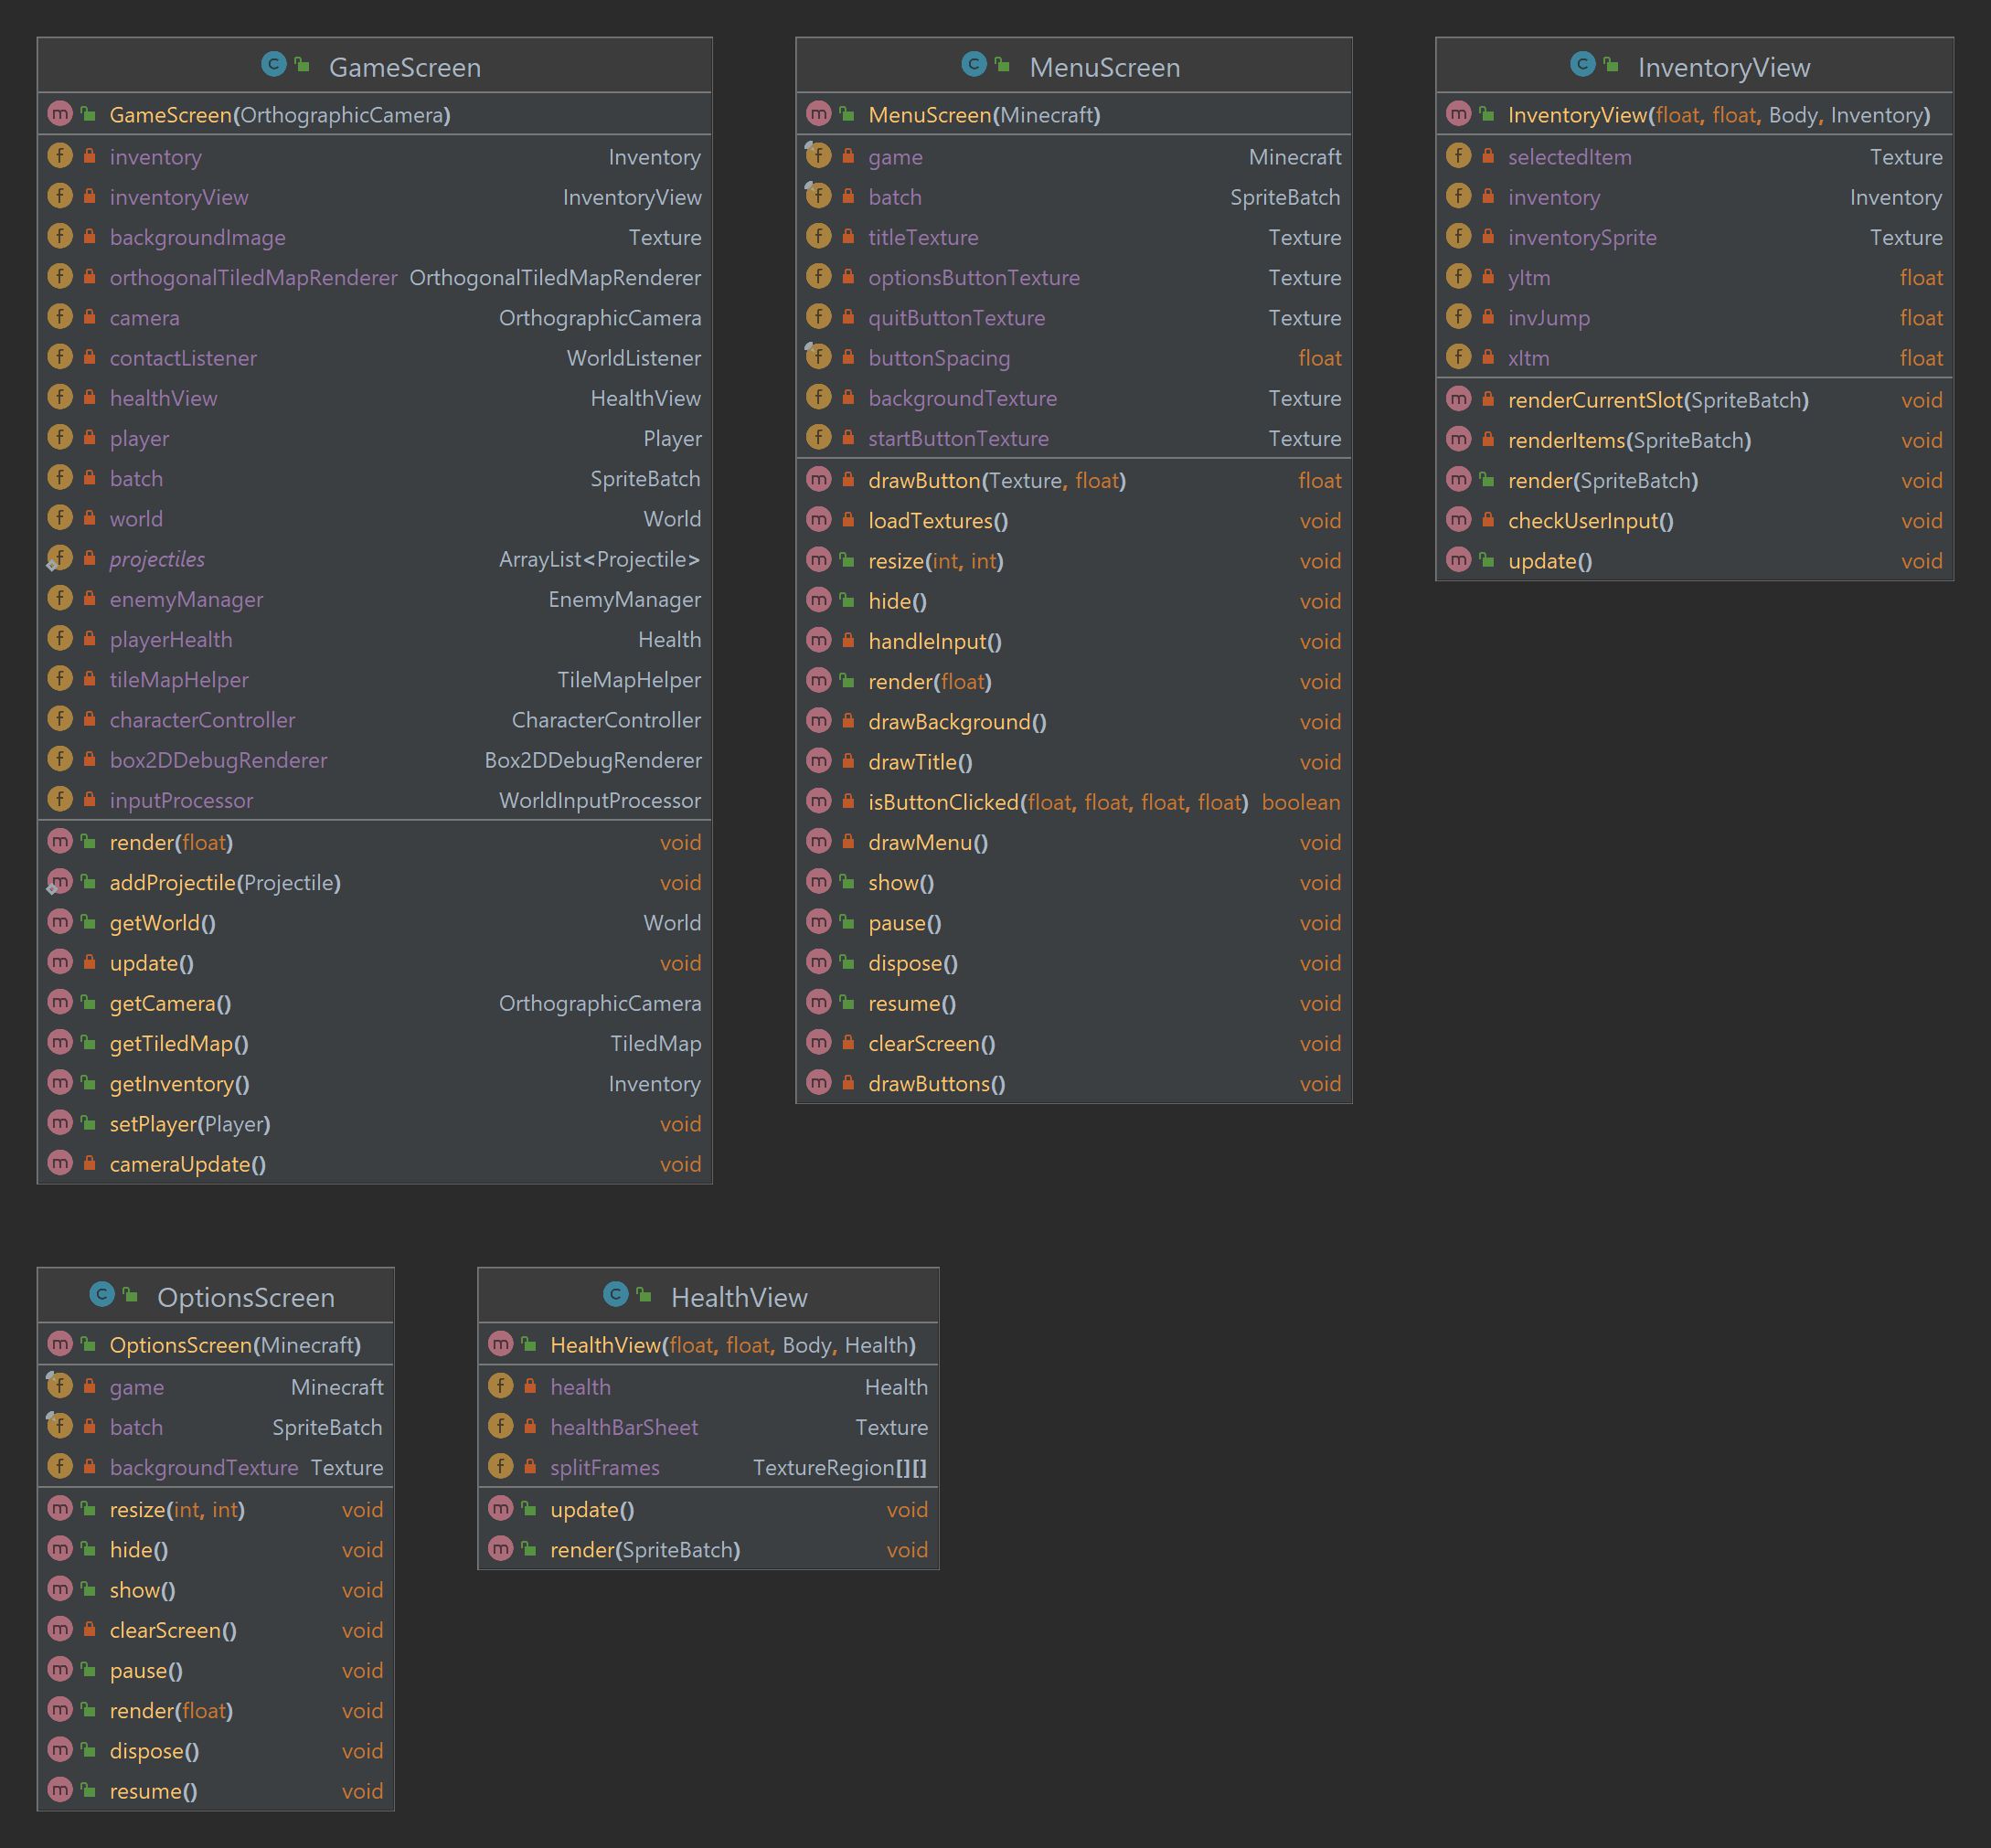 GameScreen
GameScreen(OrthographicCamera)
inventory Inventory
inventoryView InventoryView
backgroundImage Texture
orthogonalTiledMapRenderer OrthogonalTiledMapRenderer
camera OrthographicCamera
contactListener WorldListener
healthView HealthView
player Player
batch SpriteBatch
world World
projectiles ArrayList<Projectile>
enemyManager EnemyManager
playerHealth Health
tileMapHelper TileMapHelper
characterController CharacterController
box2DDebugRenderer Box2DDebugRenderer
inputProcessor WorldInputProcessor
render(float) void
addProjectile(Projectile) void
getWorld() World
update() void
getCamera() OrthographicCamera
getTiledMap() TiledMap
getInventory() Inventory
setPlayer(Player) void
cameraUpdate() void
MenuScreen
MenuScreen(Minecraft)
game Minecraft
batch SpriteBatch
titleTexture Texture
optionsButtonTexture Texture
quitButtonTexture Texture
buttonSpacing float
backgroundTexture Texture
startButtonTexture Texture
drawButton(Texture, float) float
loadTextures() void
resize(int, int) void
hide() void
handleInput() void
render(float) void
drawBackground() void
drawTitle() void
isButtonClicked(float, float, float, float) boolean
drawMenu() void
show() void
pause() void
dispose() void
resume() void
clearScreen() void
drawButtons() void
InventoryView
InventoryView(float, float, Body, Inventory)
selectedItem Texture
inventory Inventory
inventorySprite Texture
yItm float
invJump float
xItm float
renderCurrentSlot(SpriteBatch) void
renderItems(SpriteBatch) void
render(SpriteBatch) void
checkUserInput() void
update() void
OptionsScreen
OptionsScreen(Minecraft)
game Minecraft
batch SpriteBatch
backgroundTexture Texture
resize(int, int) void
hide() void
show() void
clearScreen() void
pause() void
render(float) void
dispose() void
resume() void
HealthView
HealthView(float, float, Body, Health)
health Health
healthBarSheet Texture
splitFrames TextureRegion[][]
update() void
render(SpriteBatch) void